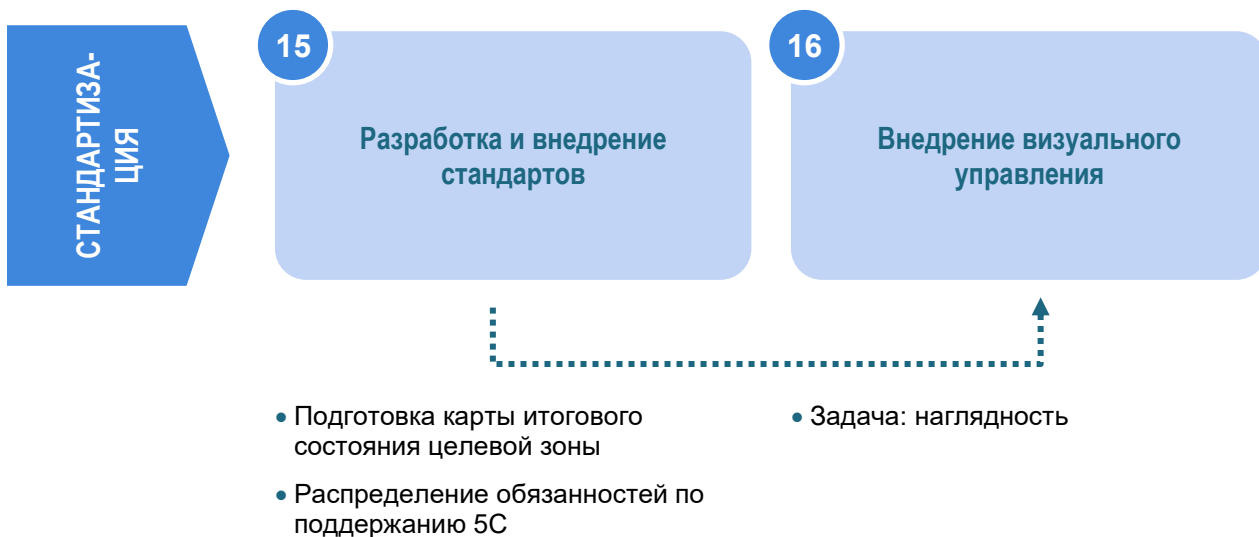 СТАНДАРТИЗА-
ЦИЯ
15
Разработка и внедрение
стандартов
16
Внедрение визуального
управления
• Подготовка карты итогового
состояния целевой зоны
• Распределение обязанностей по
поддержанию 5С
• Задача: наглядность